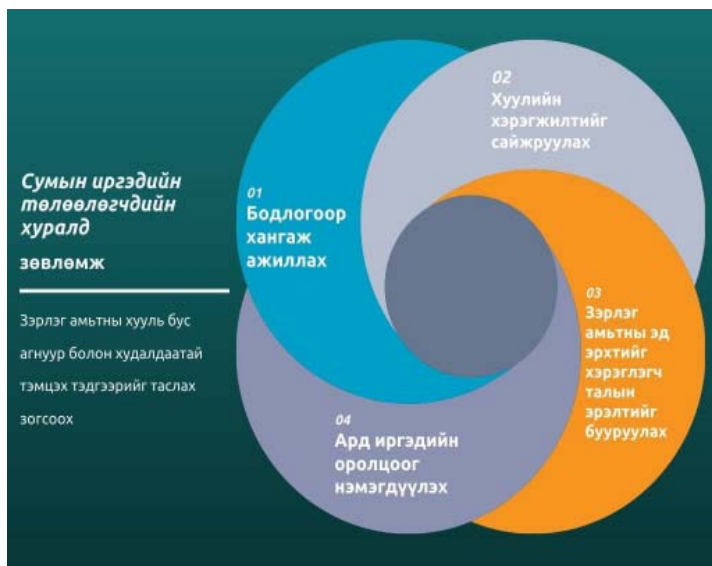 Сумын иргэдийн
төлөөлөгчдийн
хуралд
зөвлөмж
Зэрлэг амьтны хууль бус
агнуур болон худалдаатай
тэмцэх тэдгээрийг таслах
зогсоох
01
Бодлогоор
хангаж
ажиллах
02
Хуулийн
хэрэгжилтийг
сайжруулах
03
Зэрлэг
амьтны эд
эрхтийг
хэрэглэгч
талын
эрэлтийг
бууруулах
04
Ард иргэдийн
оролцоог
нэмэгдүүлэх